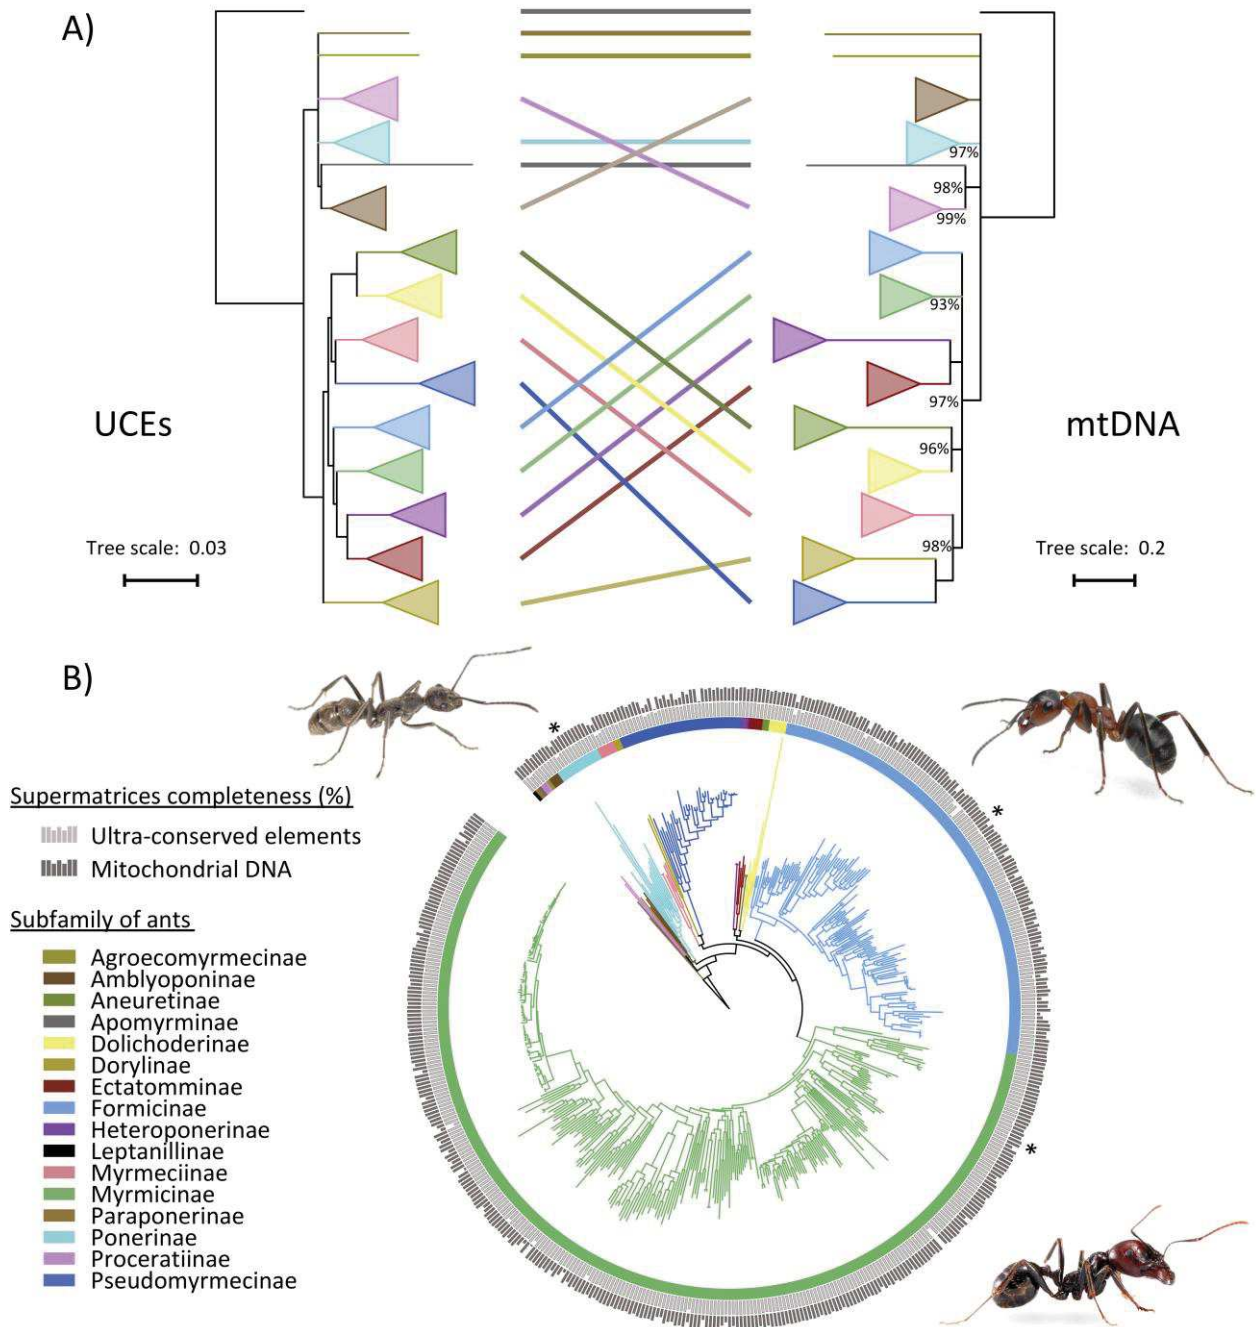 A)
97%
98%
99%
93%
97%
UCEs
mtDNA
96%
Tree scale: 0.03
98%
Tree scale: 0.2
B)
*
Supermatrices completeness (%)
Ultra-conserved elements
*
Mitochondrial DNA
Subfamily of ants
Agroecomyrmecinae
Amblyoponinae
Aneuretinae
Apomyrminae
Dolichoderinae
Dorylinae
Ectatomminae
Formicinae
Heteroponerinae
*
Leptanillinae
Myrmeciinae
Myrmicinae
Paraponerinae
Ponerinae
Proceratiinae
Pseudomyrmecinae